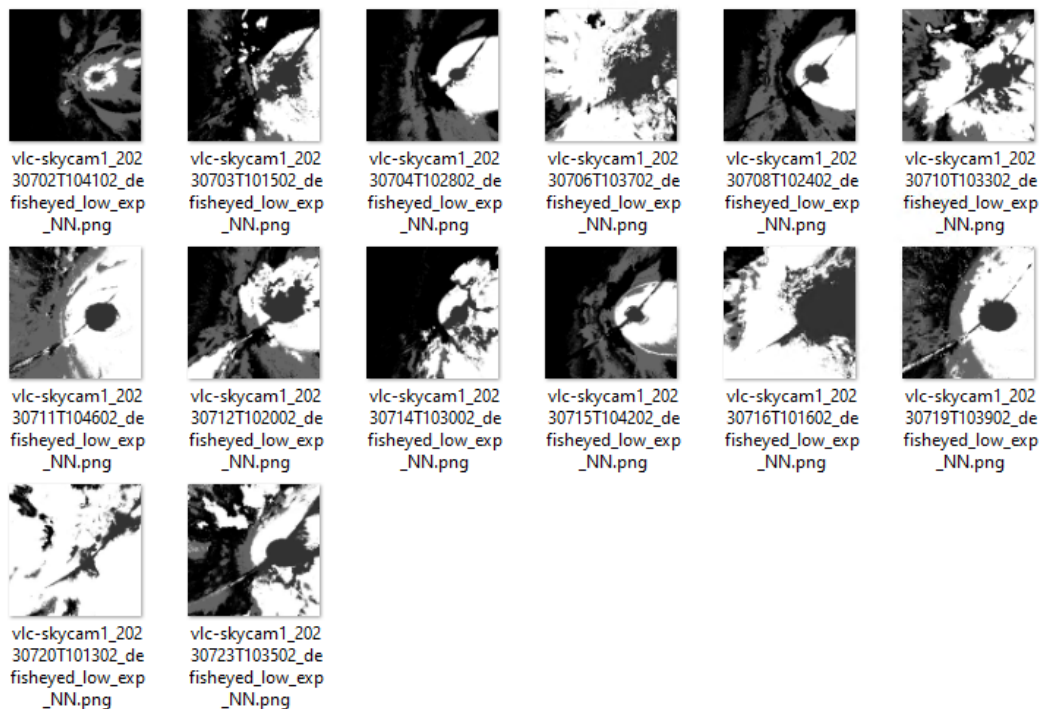 vlc-skycam1_202
30702T104102_de
fisheyed_low_exp
_NN.png
vlc-skycam1_202
30703T101502_de
fisheyed_low_exp
_NN.png
vlc-skycam1_202
30704T102802_de
fisheyed_low_exp
_NN.png
vlc-skycam1_202
30706T103702_de
fisheyed_low_exp
_NN.png
vlc-skycam1_202
30708T102402_de
fisheyed_low_exp
_NN.png
vlc-skycam1_202
30710T103302_de
fisheyed_low_exp
_NN.png
vlc-skycam1_202
30711T104602_de
fisheyed_low_exp
_NN.png
vlc-skycam1_202
30712T102002_de
fisheyed_low_exp
_NN.png
vlc-skycam1_202
30714T103002_de
fisheyed_low_exp
_NN.png
vlc-skycam1_202
30715T104202_de
fisheyed_low_exp
_NN.png
vlc-skycam1_202
30716T101602_de
fisheyed_low_exp
_NN.png
vlc-skycam1_202
30719T103902_de
fisheyed_low_exp
_NN.png
vlc-skycam1_202
30720T101302_de
fisheyed_low_exp
_NN.png
vlc-skycam1_202
30723T103502_de
fisheyed_low_exp
_NN.png